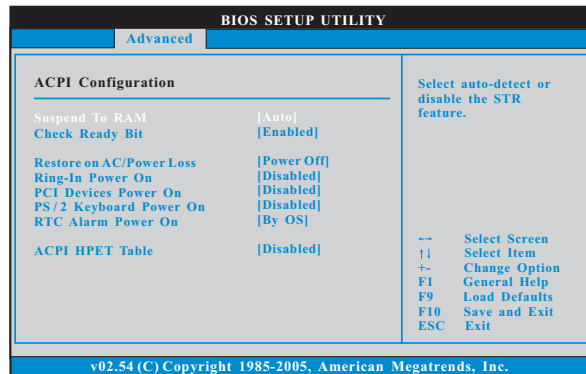 BIOS SETUP UTILITY
Advanced
ACPI Configuration
Suspend To RAM [Auto]
Check Ready Bit [Enabled]
Restore on AC/Power Loss [Power Off]
Ring-In Power On [Disabled]
PCI Devices Power On [Disabled]
PS/2 Keyboard Power On [Disabled]
RTC Alarm Power On [By OS]
ACPI HPET Table [Disabled]
Select auto-detect or
disable the STR
feature.
←→ Select Screen
↑↓ Select Item
+- Change Option
F1 General Help
F9 Load Defaults
F10 Save and Exit
ESC Exit
v02.54 (C) Copyright 1985-2005, American Megatrends, Inc.